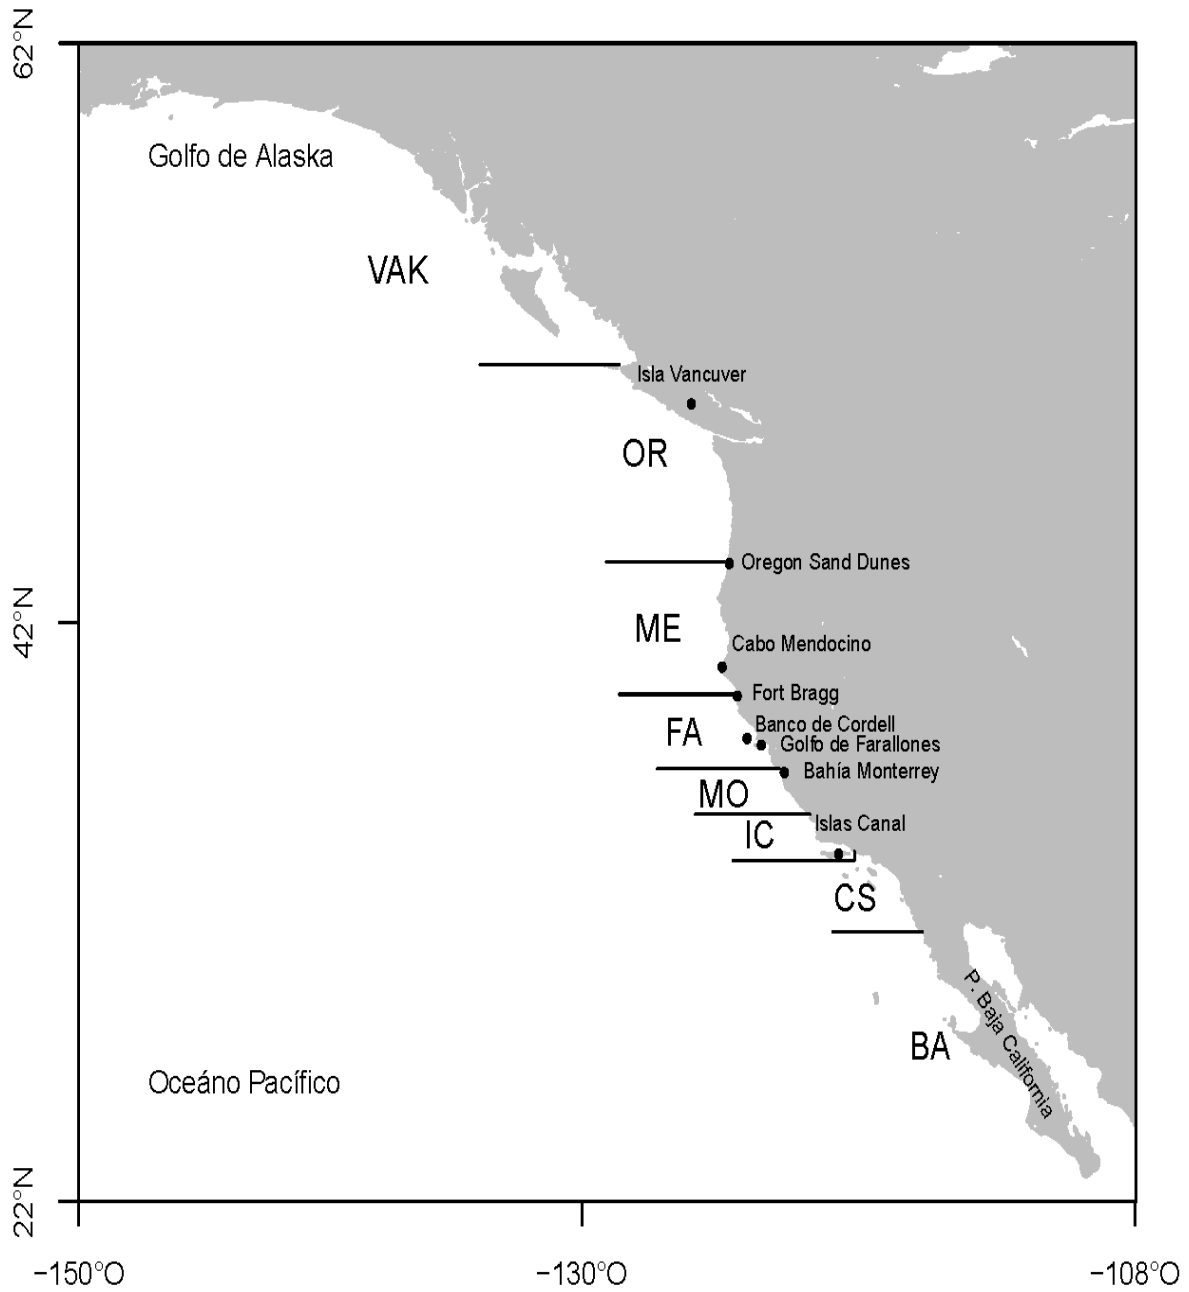 62°N
Golfo de Alaska
VAK
Isla Vancuver
OR
Oregon Sand Dunes
42°N
ME
Cabo Mendocino
Fort Bragg
FA
Banco de Cordell
Golfo de Farallones
Bahía Monterrey
MO
Islas Canal
IC
CS
P. Baja California
BA
Oceáno Pacífico
22°N
−150°O
−130°O
−108°O